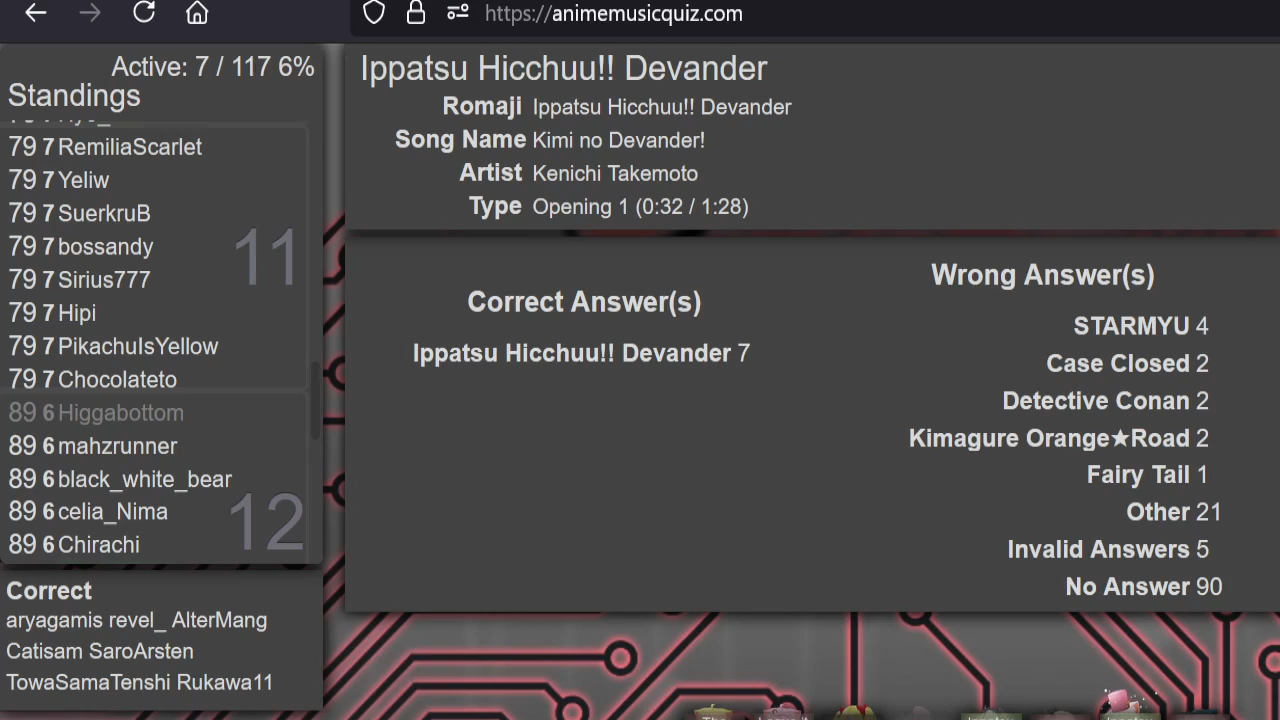 https://animemusicquiz.com
Active: 7 / 117 6%
Standings
79 7 RemiliaScarlet
79 7 Yeliw
79 7 SuerkruB
79 7 bossandy
79 7 Sirius777
79 7 Hipi
79 7 PikachuIsYellow
79 7 Chocolateto
11
89 6 Higgabottom
89 6 mahzrunner
89 6 black_white_bear
89 6 celia_Nima
89 6 Chirachi
12
Correct
aryagamis revel_ AlterMang
Catisam SaroArsten
TowaSamaTenshi Rukawa11
Ippatsu Hicchuu!! Devander
Romaji Ippatsu Hicchuu!! Devander
Song Name Kimi no Devander!
Artist Kenichi Takemoto
Type Opening 1 (0:32 / 1:28)
Correct Answer(s)
Ippatsu Hicchuu!! Devander 7
Wrong Answer(s)
STARMYU 4
Case Closed 2
Detective Conan 2
Kimagure Orange★Road 2
Fairy Tail 1
Other 21
Invalid Answers 5
No Answer 90